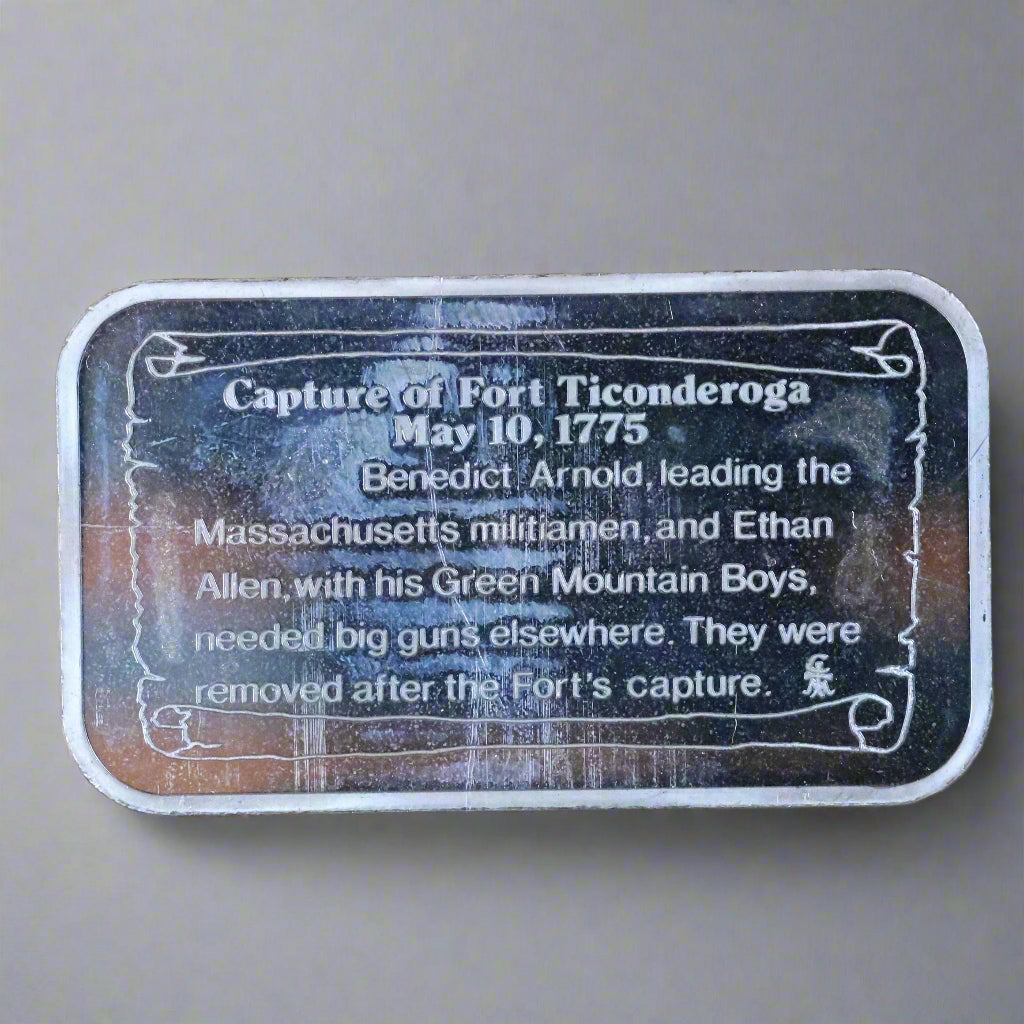 Capture of Fort Ticonderoga
May 10, 1775
Benedict Arnold, leading the
Massachusetts militiamen, and Ethan
Allen, with his Green Mountain Boys,
needed big guns elsewhere. They were
removed after the Fort's capture.